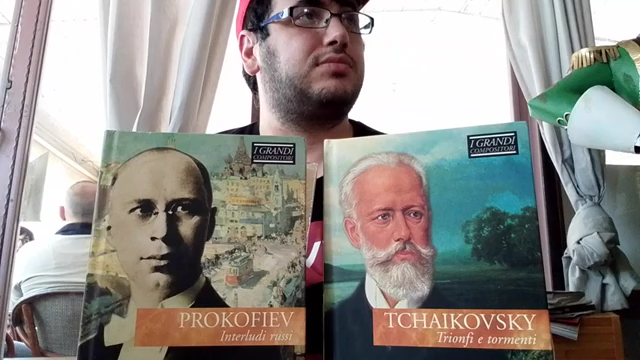 I GRANDI
COMPOSITORI
PROKOFIEV
Interludi russi
I GRANDI
COMPOSITORI
TCHAIKOVSKY
Trionfi e tormenti